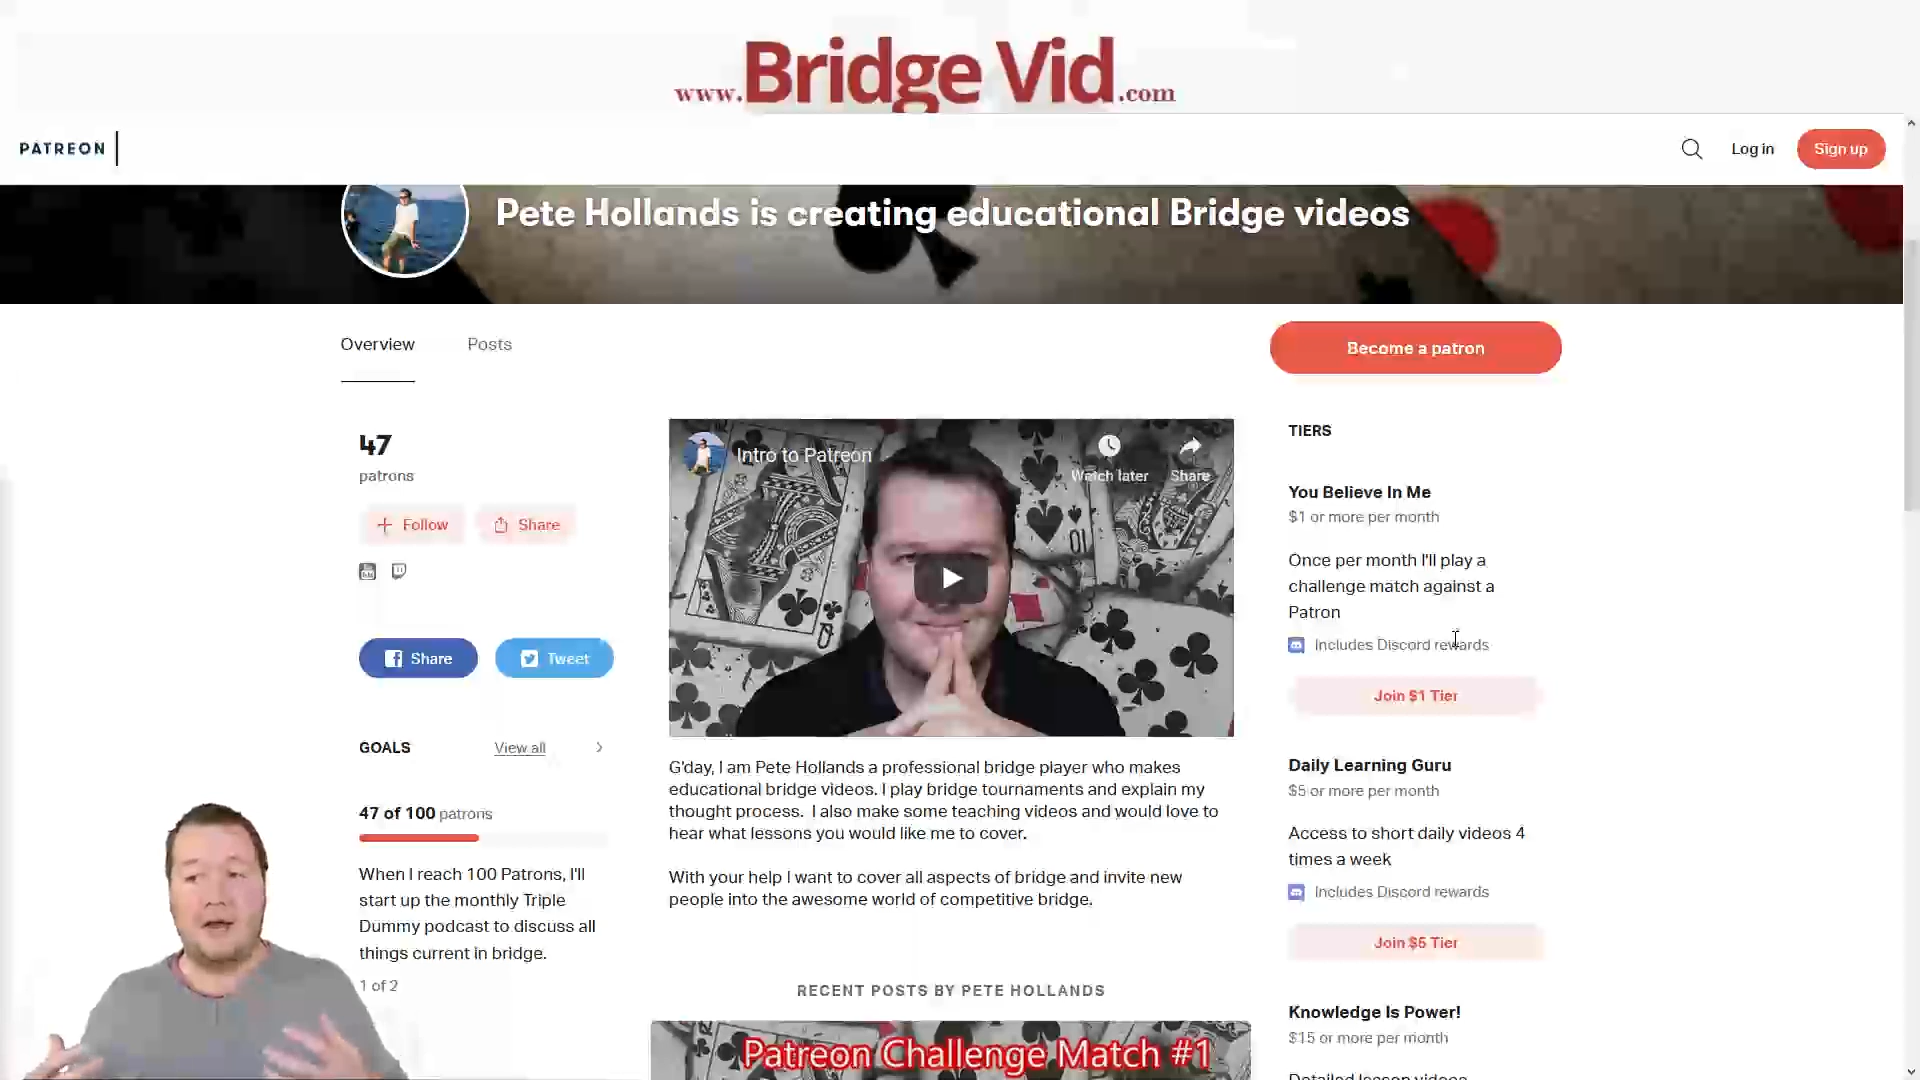 www.Bridge Vid.com
PATREON
Log in
Sign up
Pete Hollands is creating educational Bridge videos
Overview
Posts
Become a patron
47
patrons
Follow
Share
Share
Tweet
GOALS
View all
47 of 100 patrons
When I reach 100 Patrons, I'll
start up the monthly Triple
Dummy podcast to discuss all
things current in bridge.
1 of 2
Intro to Patreon
Watch later
Share
10
G'day, I am Pete Hollands a professional bridge player who makes
educational bridge videos. I play bridge tournaments and explain my
thought process. I also make some teaching videos and would love to
hear what lessons you would like me to cover.
With your help I want to cover all aspects of bridge and invite new
people into the awesome world of competitive bridge.
RECENT POSTS BY PETE HOLLANDS
Patreon Challenge Match #1
TIERS
You Believe In Me
$1 or more per month
Once per month I'll play a
challenge match against a
Patron
Includes Discord rewards
Join $1 Tier
Daily Learning Guru
$5 or more per month
Access to short daily videos 4
times a week
Includes Discord rewards
Join $5 Tier
Knowledge Is Power!
$15 or more per month
Detailed lesson videos